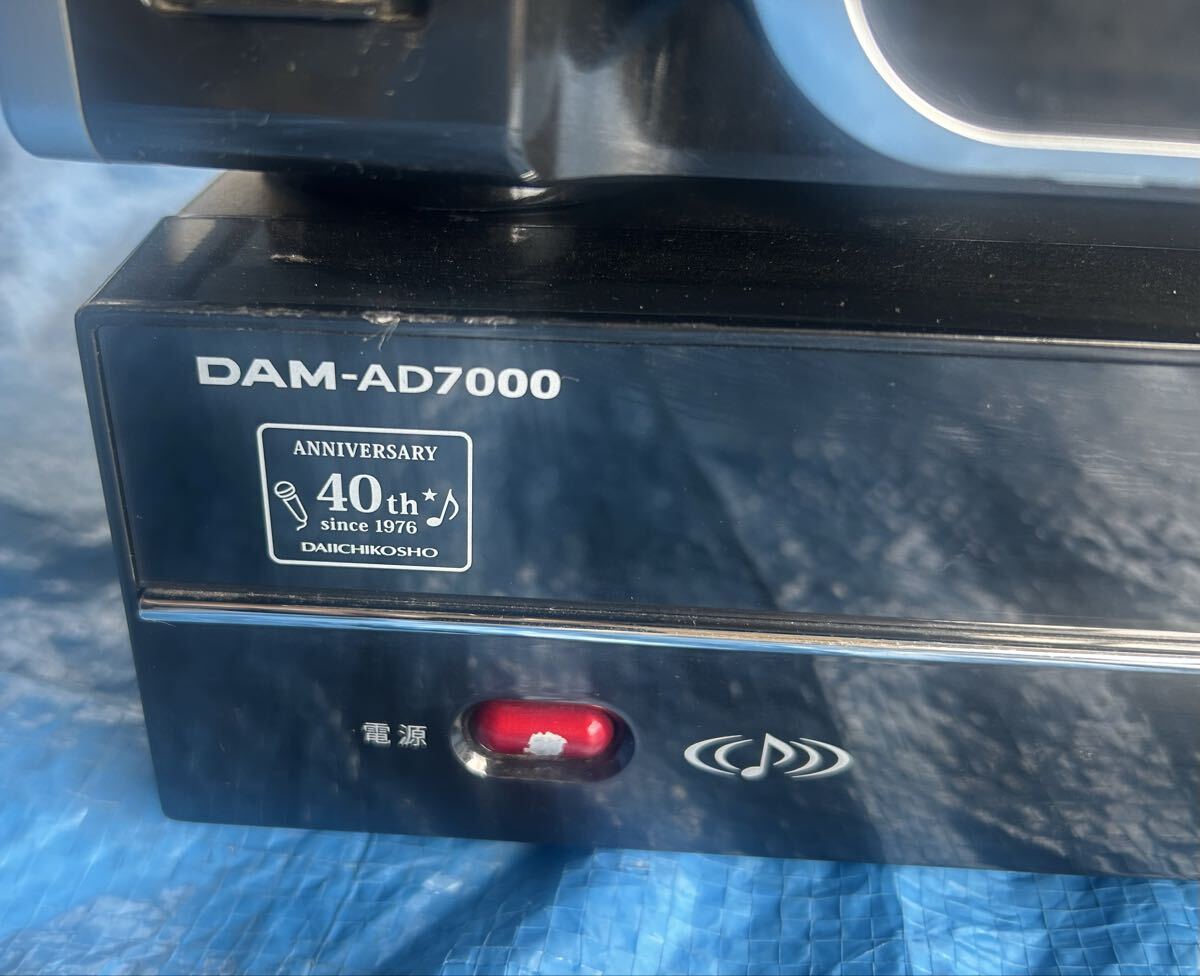 DAM-AD7000
ANNIVERSARY
40th
since 1976
DAIICHIKOSHO
電源